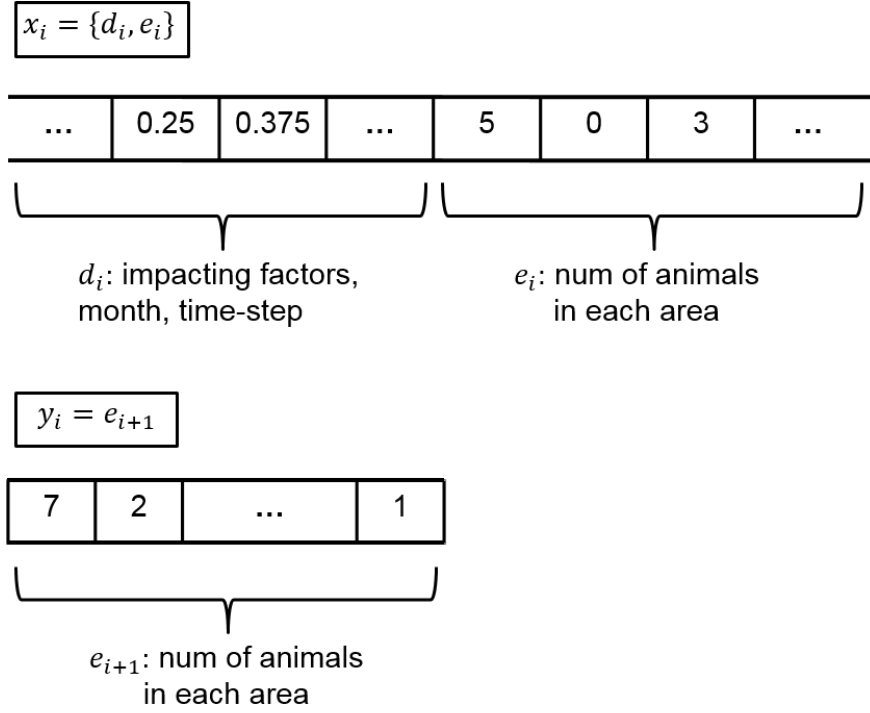 x_i = {d_i, e_i}
... 0.25 0.375 ... 5 0 3 ...
d_i: impacting factors,
month, time-step
e_i: num of animals
in each area
y_i = e_{i+1}
7 2 ... 1
e_{i+1}: num of animals
in each area